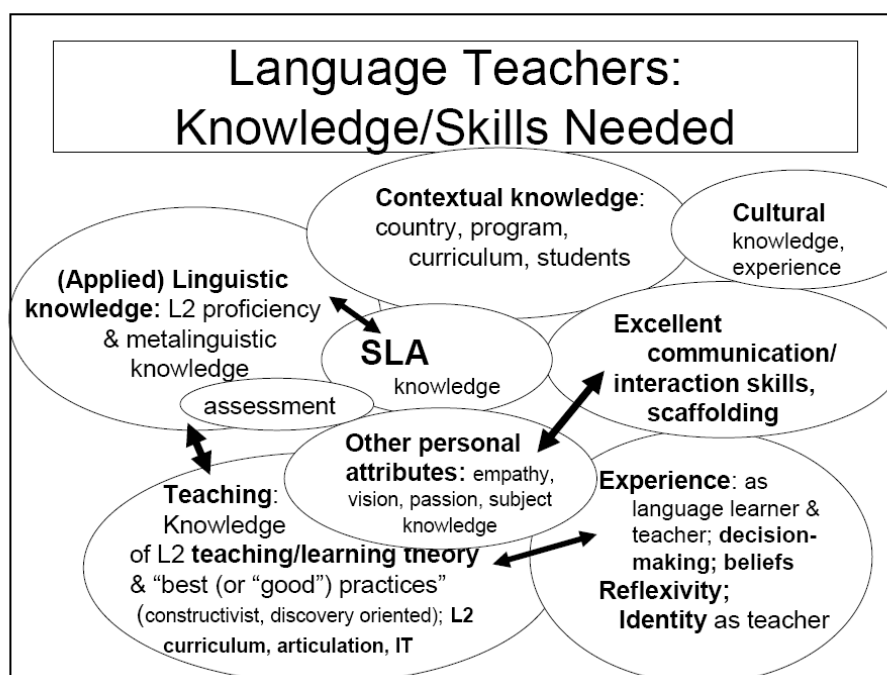 Language Teachers:
Knowledge/Skills Needed
Contextual knowledge:
country, program,
curriculum, students
Cultural
knowledge,
experience
(Applied) Linguistic
knowledge: L2 proficiency
& metalinguistic
knowledge
SLA
knowledge
Excellent
communication/
interaction skills,
scaffolding
assessment
Other personal
attributes: empathy,
vision, passion, subject
knowledge
Teaching:
Knowledge
of L2 teaching/learning theory
& “best (or “good”) practices”
(constructivist, discovery oriented); L2
curriculum, articulation, IT
Experience: as
language learner &
teacher; decision-
making; beliefs
Reflexivity;
Identity as teacher